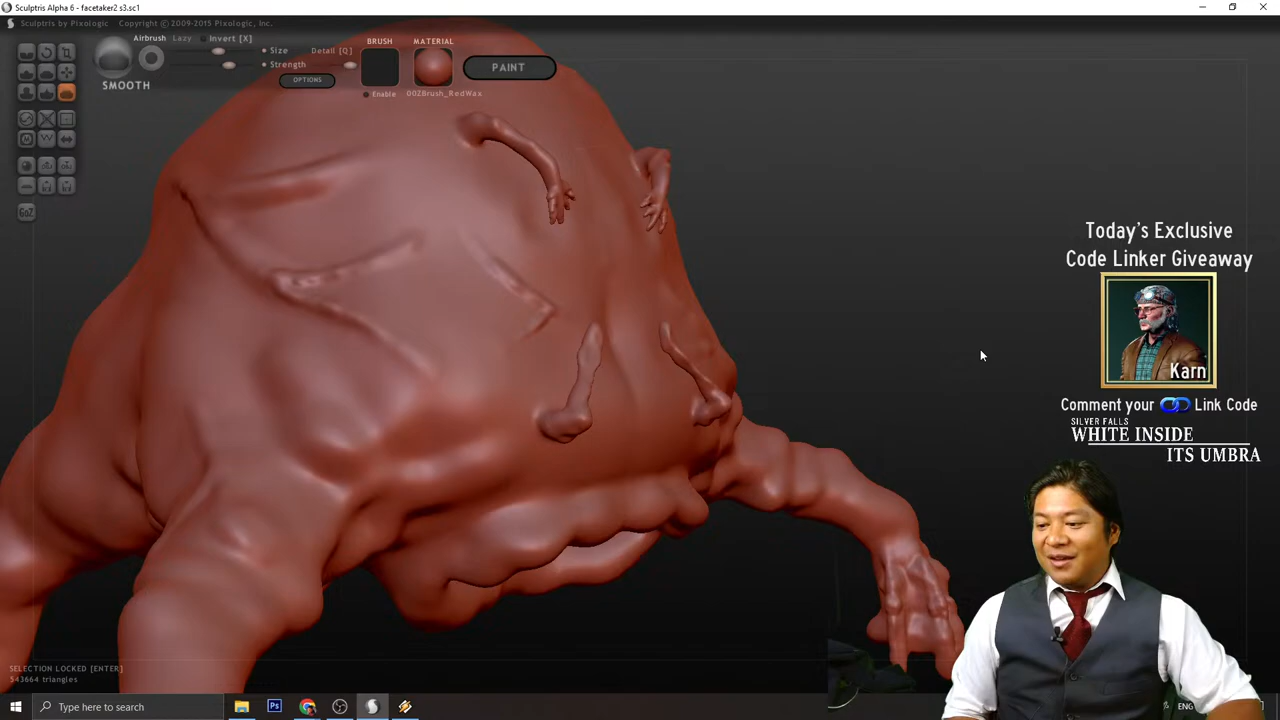 Sculptris Alpha 6 - facetaker2 s3.sc1
Sculptris by Pixologic Copyright © 2009-2015 Pixologic, Inc.
Airbrush Lazy Invert [X]
Size Detail [Q]
Strength
OPTIONS
SMOOTH
BRUSH
Enable
MATERIAL
00ZBrush_RedWax
PAINT
GoZ
Today's Exclusive
Code Linker Giveaway
Karn
Comment your Link Code
SILVER FALLS
WHITE INSIDE
ITS UMBRA
SELECTION LOCKED [ENTER]
543664 triangles
Type here to search
Ps
ENG